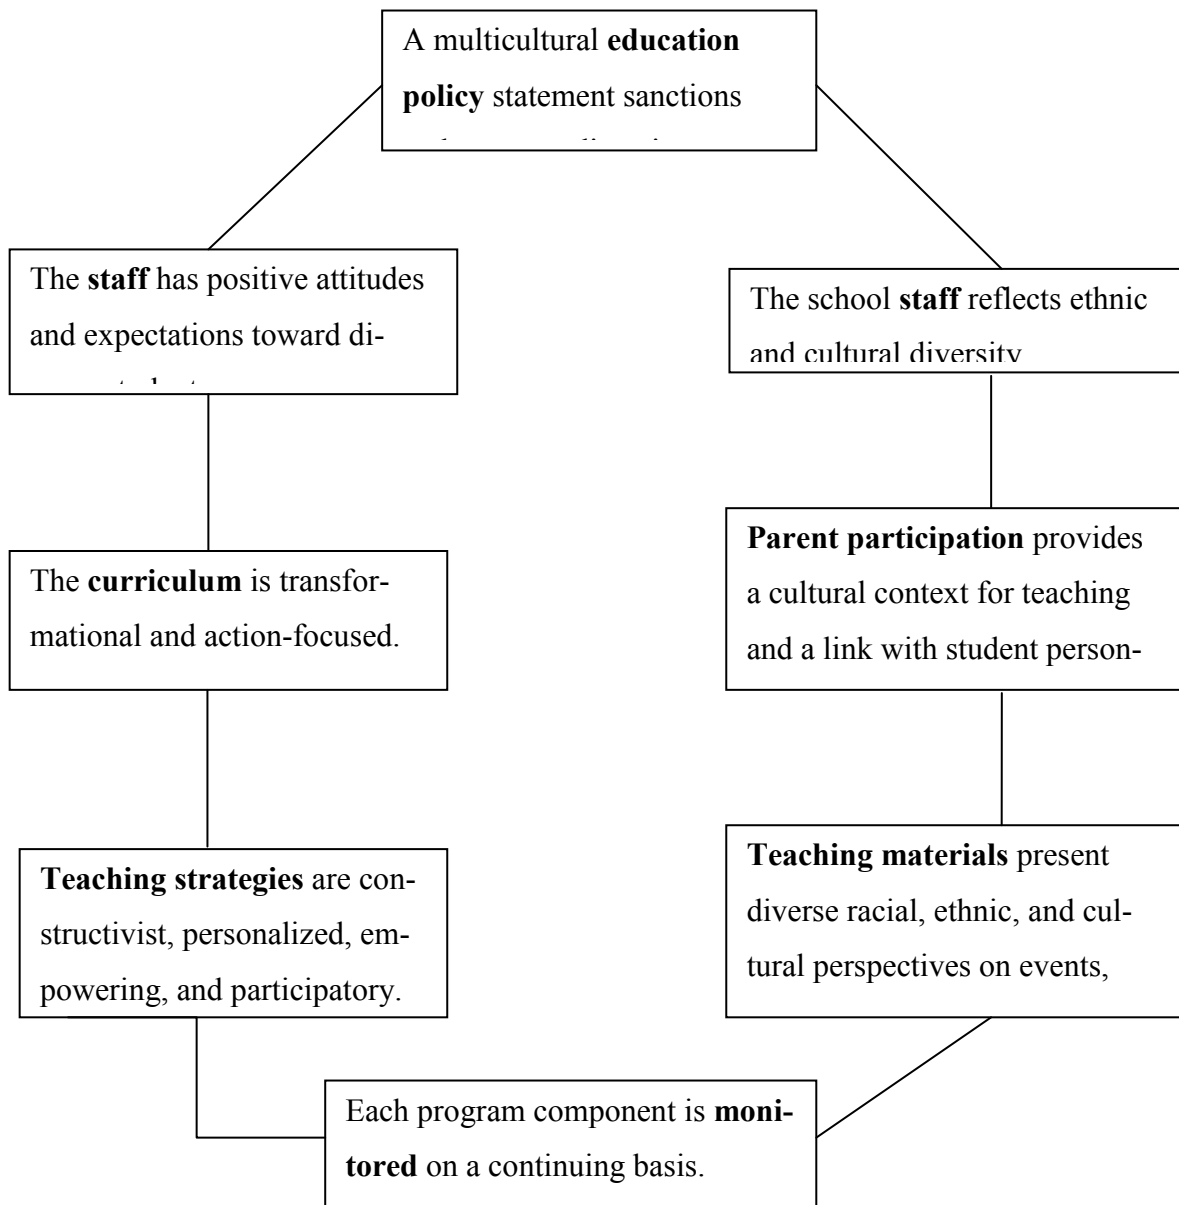 A multicultural education
policy statement sanctions
The staff has positive attitudes
and expectations toward di-
The school staff reflects ethnic
and cultural diversity
The curriculum is transfor-
mational and action-focused.
Parent participation provides
a cultural context for teaching
and a link with student person-
Teaching strategies are con-
structivist, personalized, em-
powering, and participatory.
Teaching materials present
diverse racial, ethnic, and cul-
tural perspectives on events,
Each program component is moni-
tored on a continuing basis.